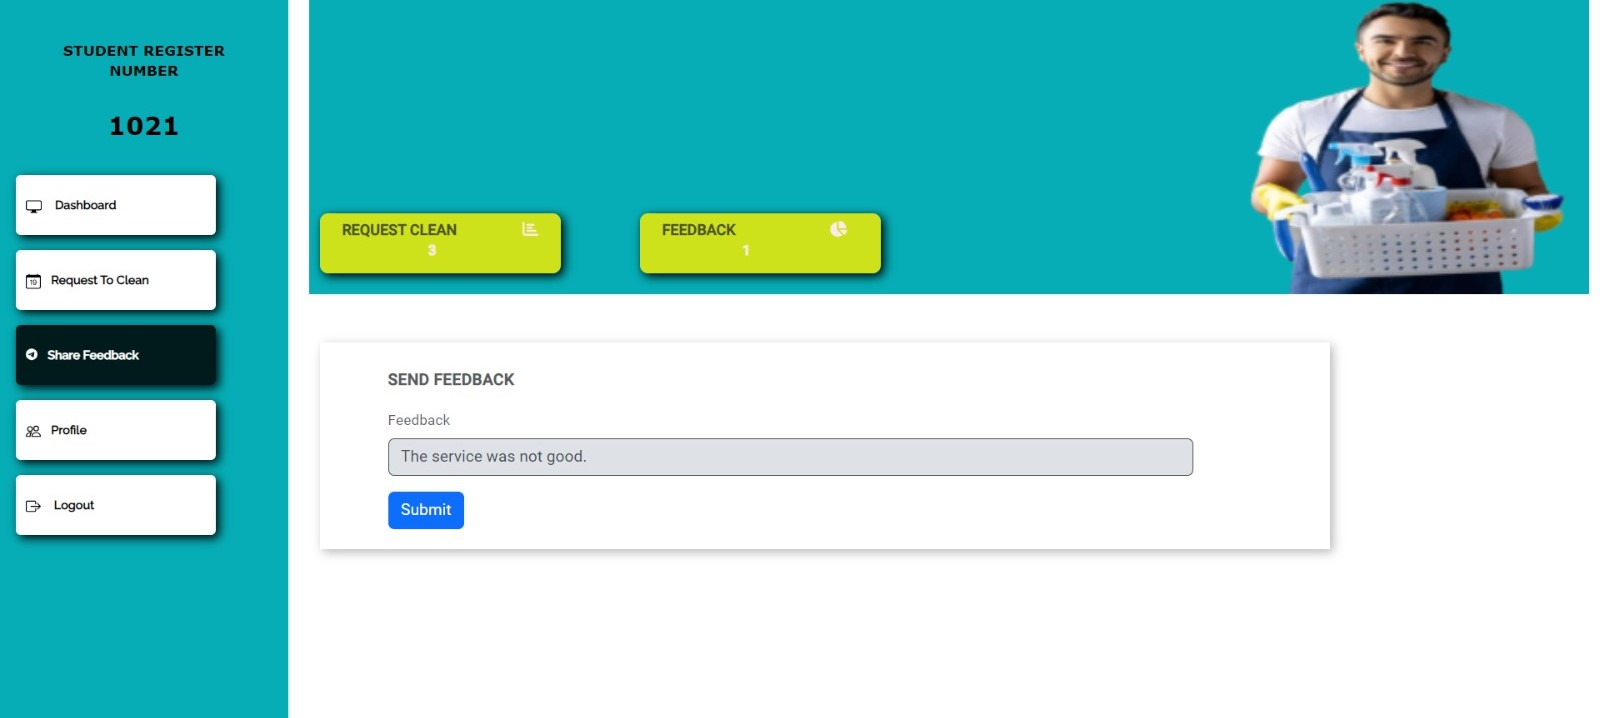 STUDENT REGISTER
NUMBER
1021
Dashboard
Request To Clean
Share Feedback
Profile
Logout
REQUEST CLEAN
3
FEEDBACK
1
SEND FEEDBACK
Feedback
The service was not good.
Submit